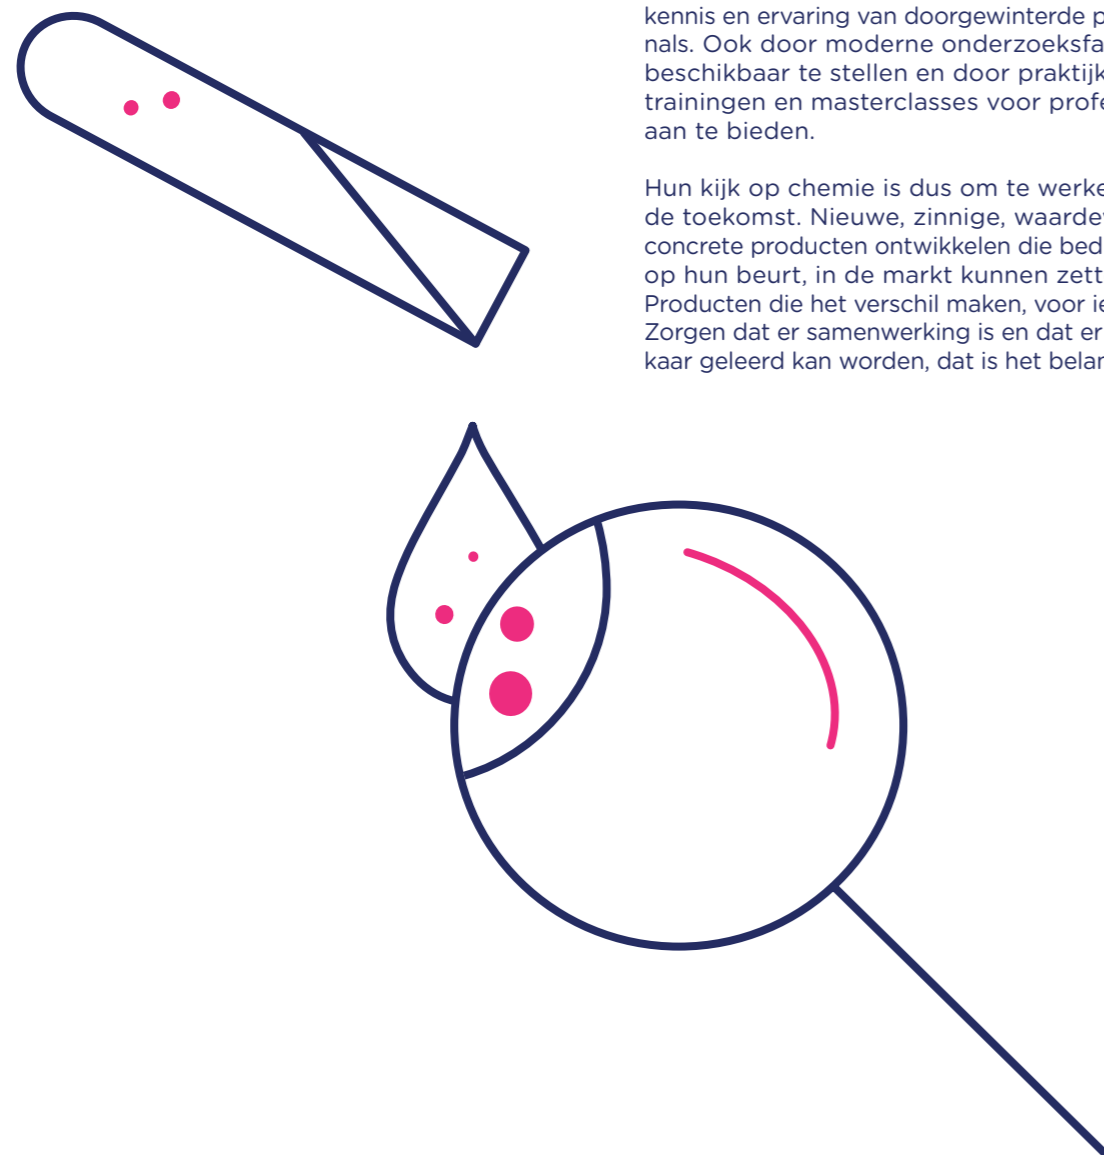 kennis en ervaring van doorgewinterde p
nals. Ook door moderne onderzoeksfa
beschikbaar te stellen en door praktijk
trainingen en masterclasses voor profe
aan te bieden.
Hun kijk op chemie is dus om te werke
de toekomst. Nieuwe, zinnige, waardev
concrete producten ontwikkelen die bed
op hun beurt, in de markt kunnen zett
Producten die het verschil maken, voor ie
Zorgen dat er samenwerking is en dat er
kaar geleerd kan worden, dat is het belan